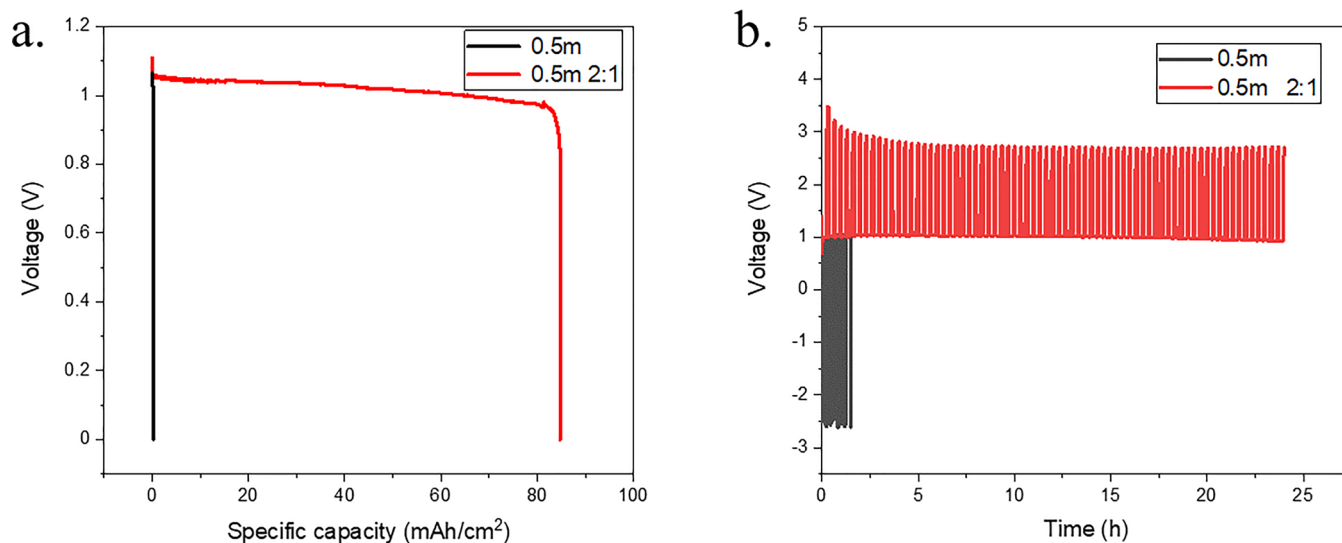 a.
0.5m
0.5m 2:1
1.2
1
0.8
0.6
0.4
0.2
0
Voltage (V)
0 20 40 60 80 100
Specific capacity (mAh/cm²)
b.
0.5m
0.5m 2:1
5
4
3
2
1
0
-1
-2
-3
Voltage (V)
0 5 10 15 20 25
Time (h)